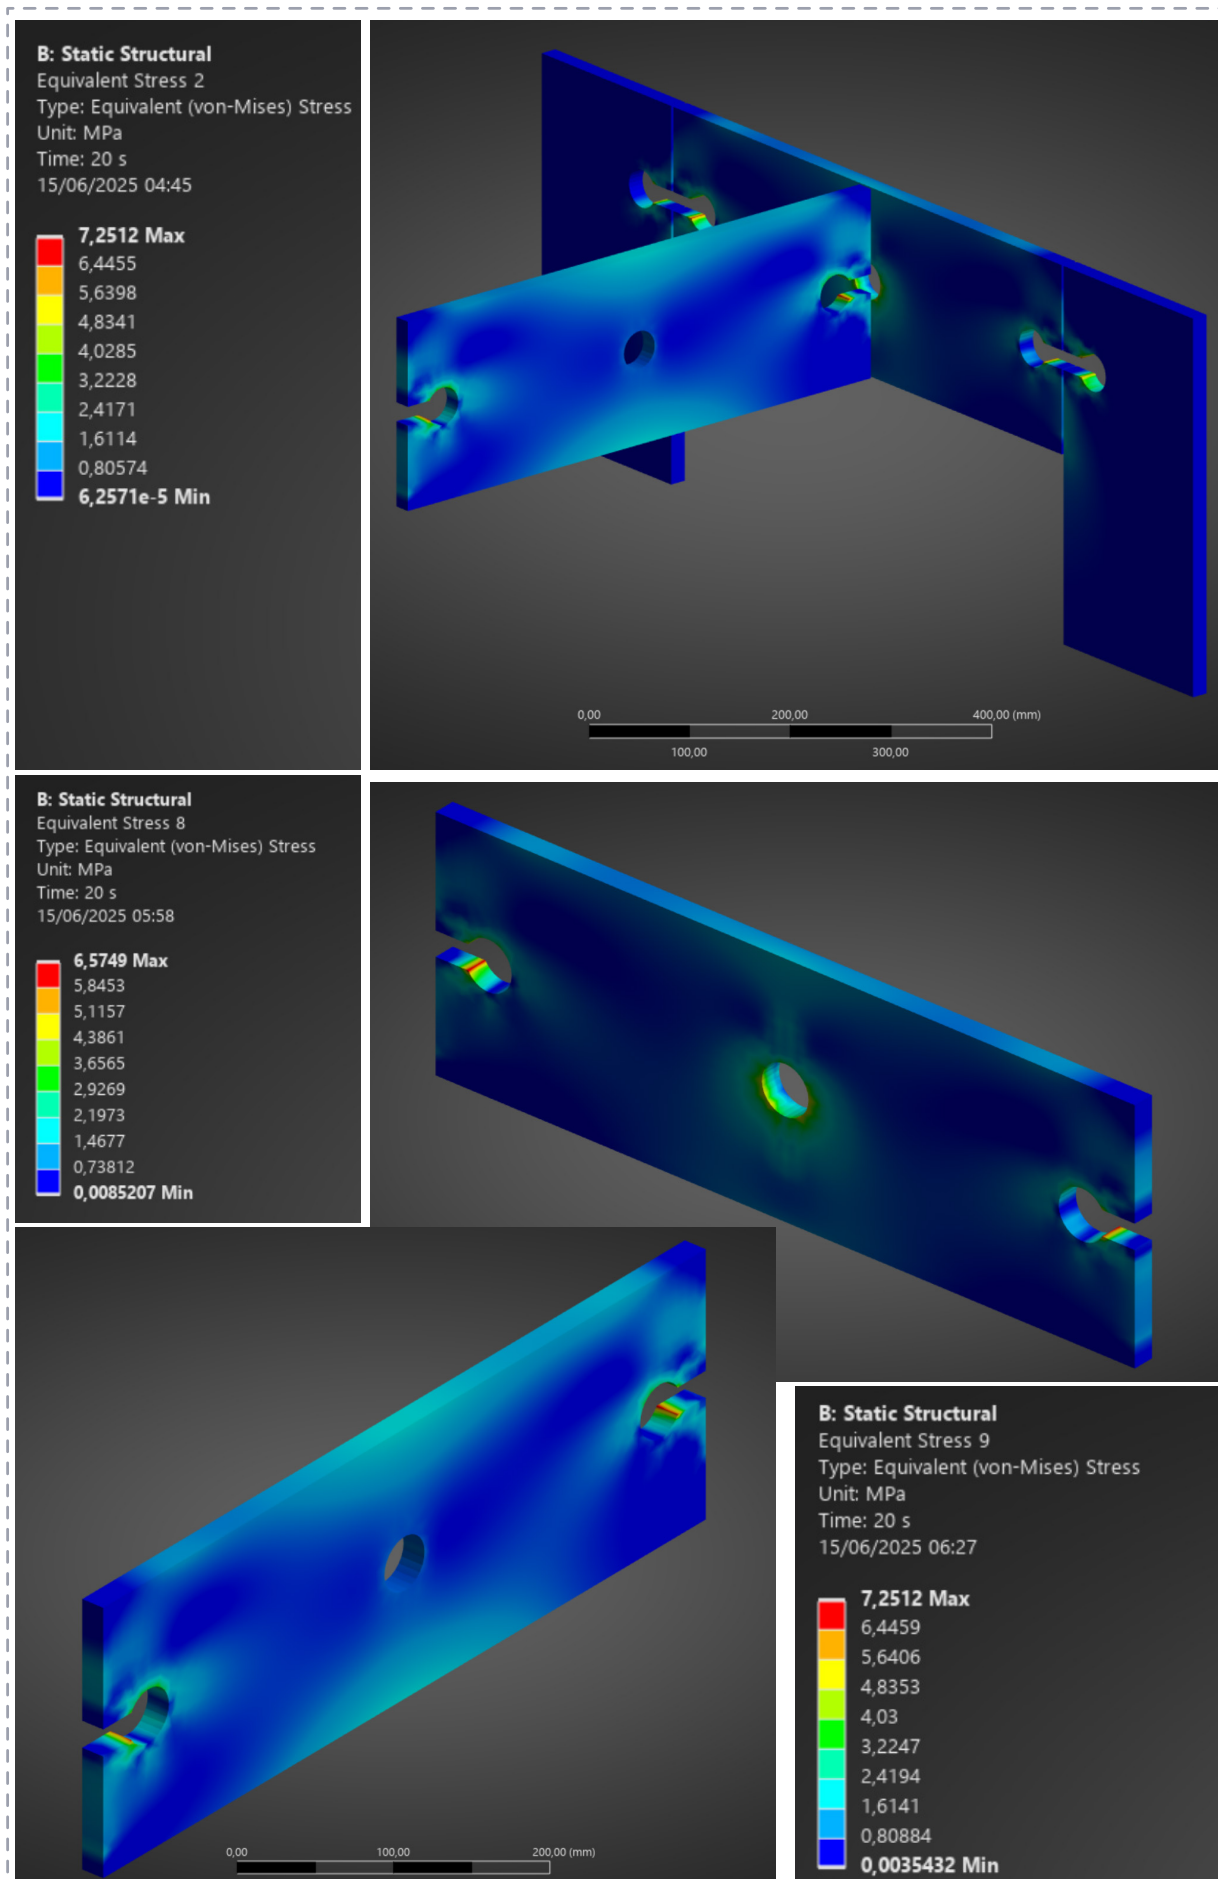 B: Static Structural
Equivalent Stress 2
Type: Equivalent (von-Mises) Stress
Unit: MPa
Time: 20 s
15/06/2025 04:45
7,2512 Max
6,4455
5,6398
4,8341
4,0285
3,2228
2,4171
1,6114
0,80574
6,2571e-5 Min
0,00 200,00 400,00 (mm)
100,00 300,00
B: Static Structural
Equivalent Stress 8
Type: Equivalent (von-Mises) Stress
Unit: MPa
Time: 20 s
15/06/2025 05:58
6,5749 Max
5,8453
5,1157
4,3861
3,6565
2,9269
2,1973
1,4677
0,73812
0,0085207 Min
0,00 100,00 200,00 (mm)
B: Static Structural
Equivalent Stress 9
Type: Equivalent (von-Mises) Stress
Unit: MPa
Time: 20 s
15/06/2025 06:27
7,2512 Max
6,4459
5,6406
4,8353
4,03
3,2247
2,4194
1,6141
0,80884
0,0035432 Min